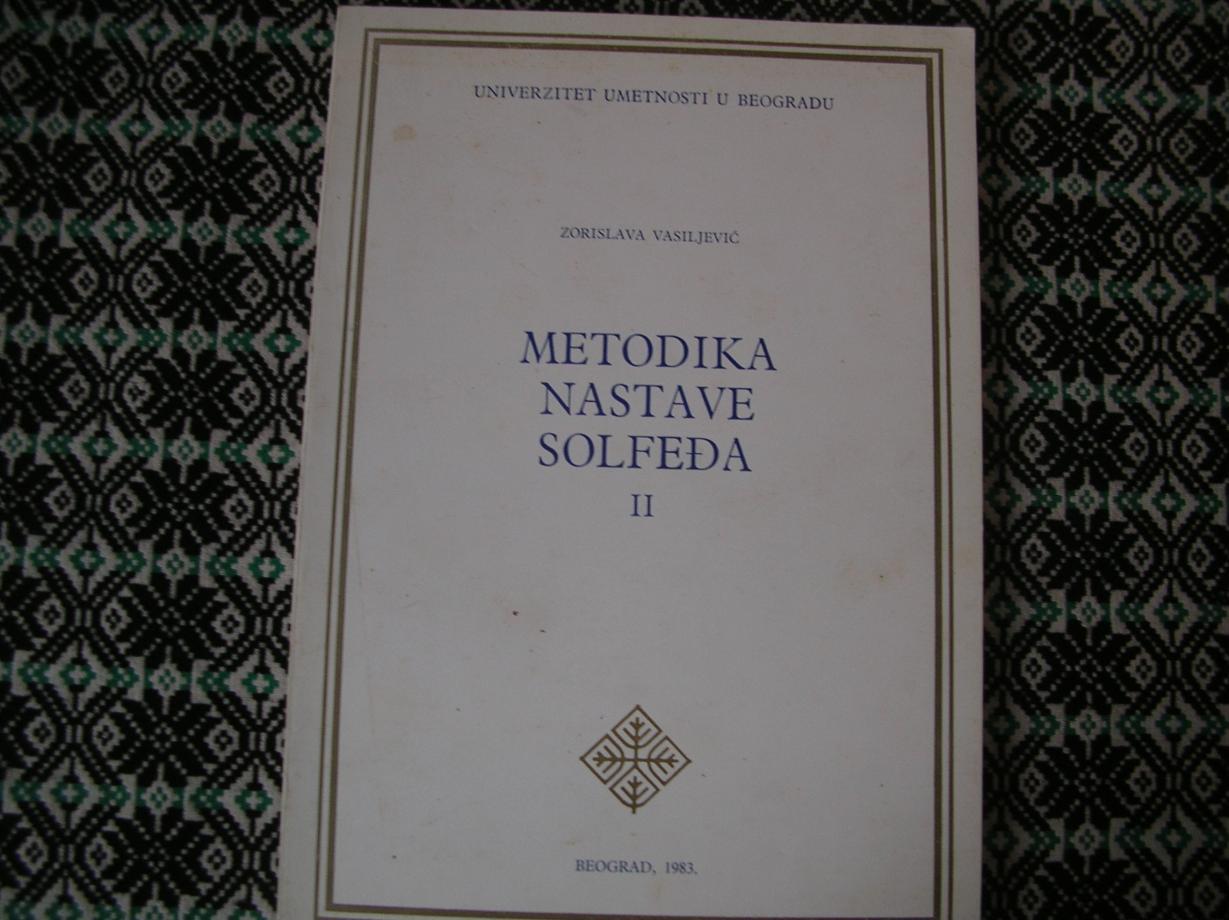 UNIVERZITET UMETNOSTI U BEOGRADU
ZORISLAVA VASILJEVIĆ
METODIKA
NASTAVE
SOLFEĐA
II
BEOGRAD, 1983.